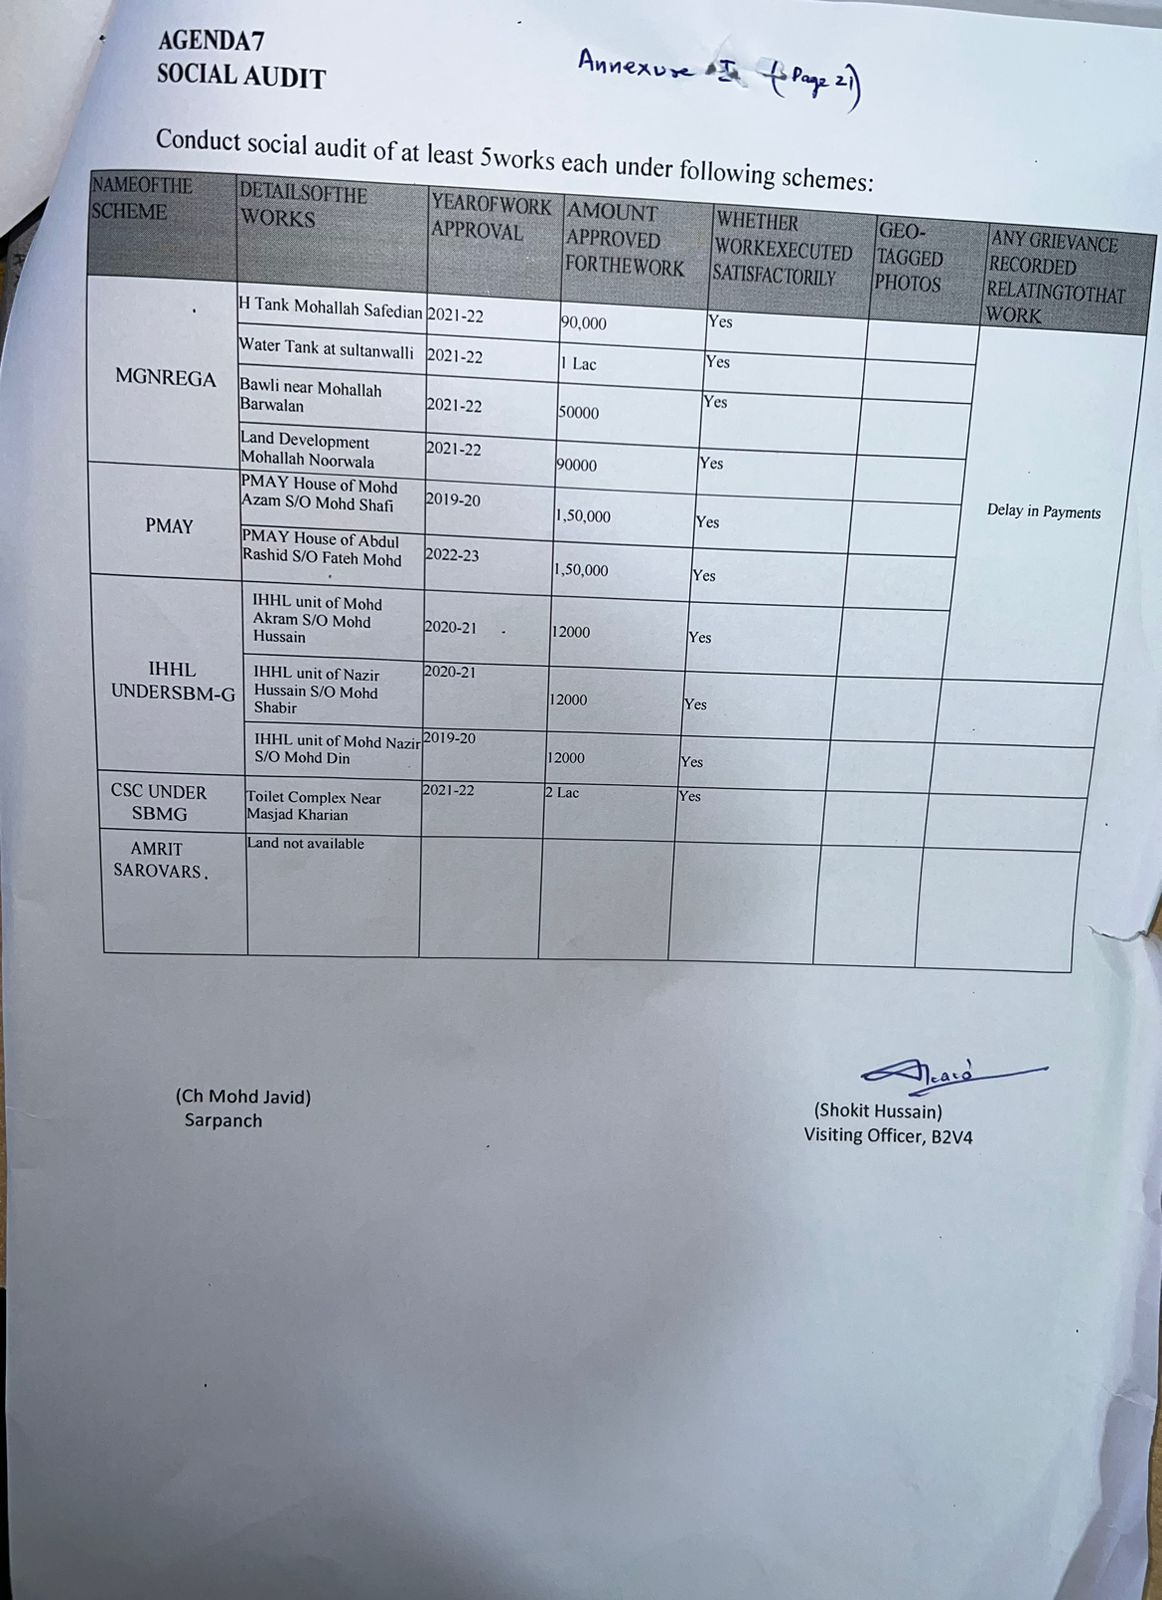 AGENDA7
SOCIAL AUDIT
Annexure I (Page 21)
Conduct social audit of at least 5works each under following schemes:
NAMEOFTHE
SCHEME
DETAILSOFTHE
WORKS
YEAROFWORK
APPROVAL
AMOUNT
APPROVED
FORTHEWORK
WHETHER
WORKEXECUTED
SATISFACTORILY
GEO-
TAGGED
PHOTOS
ANY GRIEVANCE
RECORDED
RELATINGTOTHAT
WORK
MGNREGA
H Tank Mohallah Safedian
2021-22
90,000
Yes
Water Tank at sultanwalli
2021-22
1 Lac
Yes
Bawli near Mohallah
Barwalan
2021-22
50000
Yes
Land Development
Mohallah Noorwala
2021-22
90000
Yes
Delay in Payments
PMAY
PMAY House of Mohd
Azam S/O Mohd Shafi
2019-20
1,50,000
Yes
PMAY House of Abdul
Rashid S/O Fateh Mohd
2022-23
1,50,000
Yes
IHHL
UNDERSBM-G
IHHL unit of Mohd
Akram S/O Mohd
Hussain
2020-21
12000
Yes
IHHL unit of Nazir
Hussain S/O Mohd
Shabir
2020-21
12000
Yes
IHHL unit of Mohd Nazir
S/O Mohd Din
2019-20
12000
Yes
CSC UNDER
SBMG
Toilet Complex Near
Masjad Kharian
2021-22
2 Lac
Yes
AMRIT
SAROVARS.
Land not available
(Ch Mohd Javid)
Sarpanch
(Shokit Hussain)
Visiting Officer, B2V4